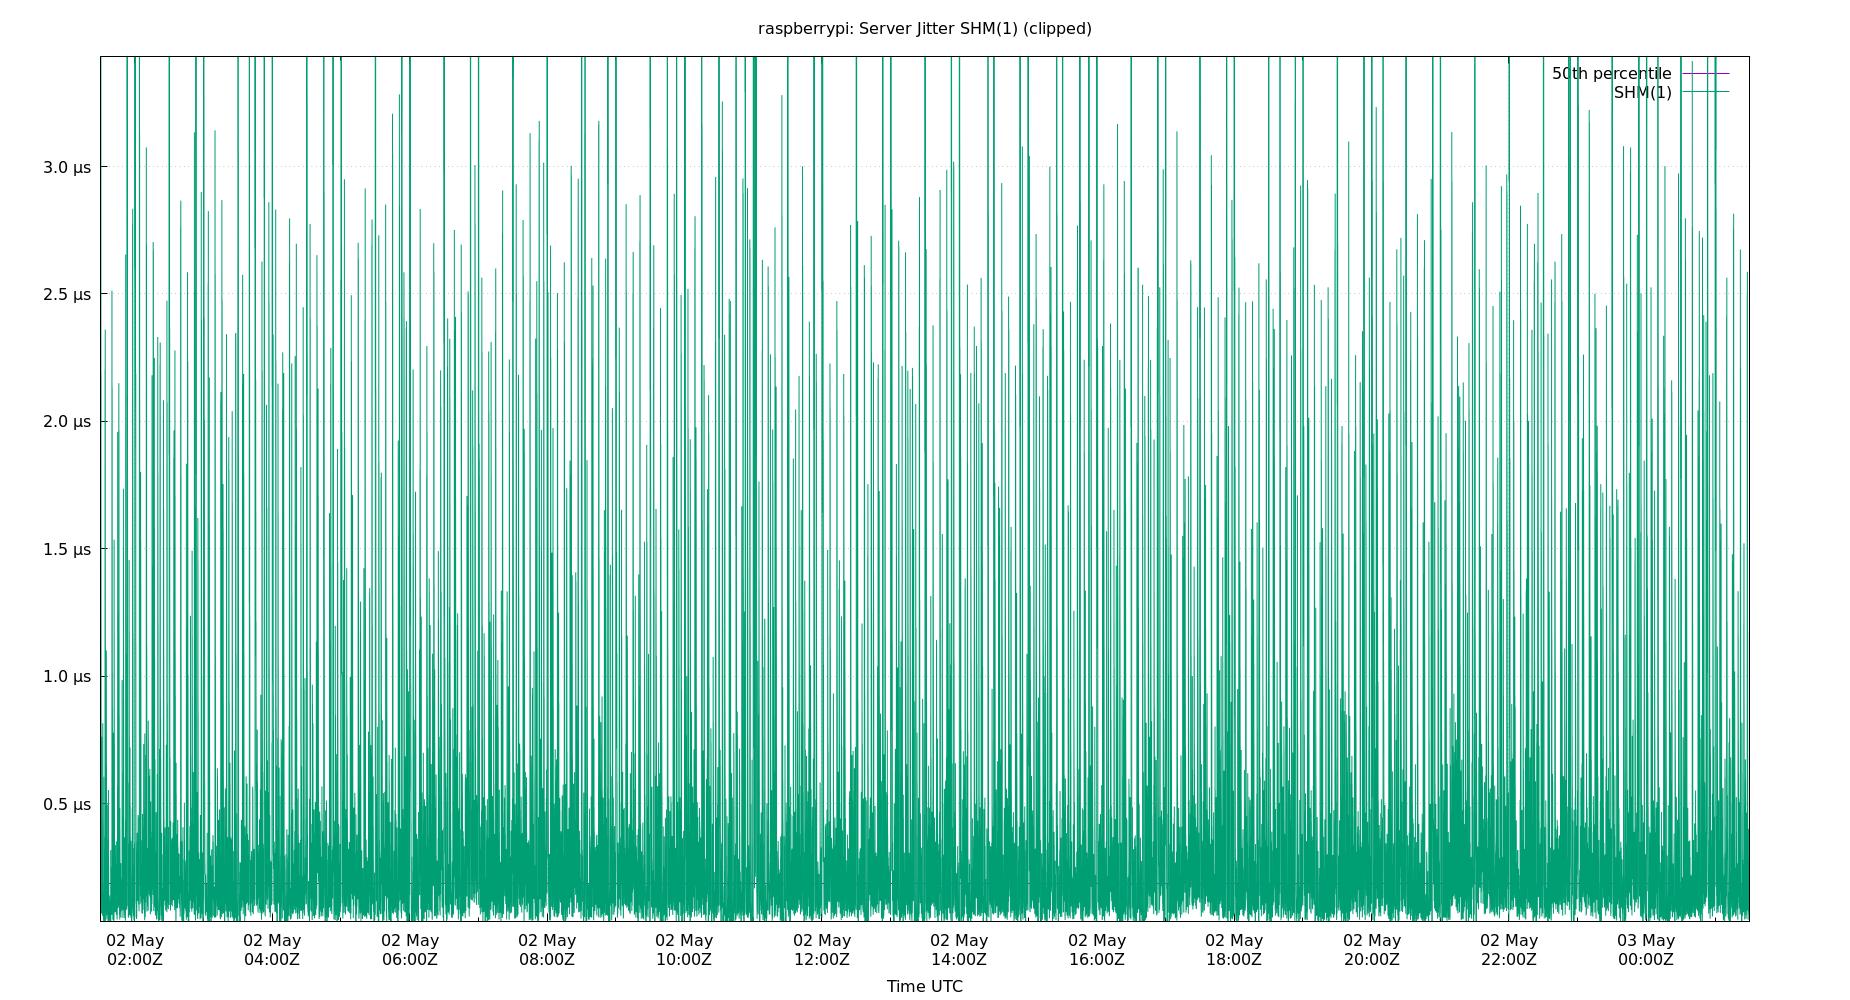 raspberrypi: Server Jitter SHM(1) (clipped)
50th percentile
SHM(1)
3.0 µs
2.5 µs
2.0 µs
1.5 µs
1.0 µs
0.5 µs
02 May 02 May 02 May 02 May 02 May 02 May 02 May 02 May 02 May 02 May 02 May 03 May
02:00Z 04:00Z 06:00Z 08:00Z 10:00Z 12:00Z 14:00Z 16:00Z 18:00Z 20:00Z 22:00Z 00:00Z
Time UTC